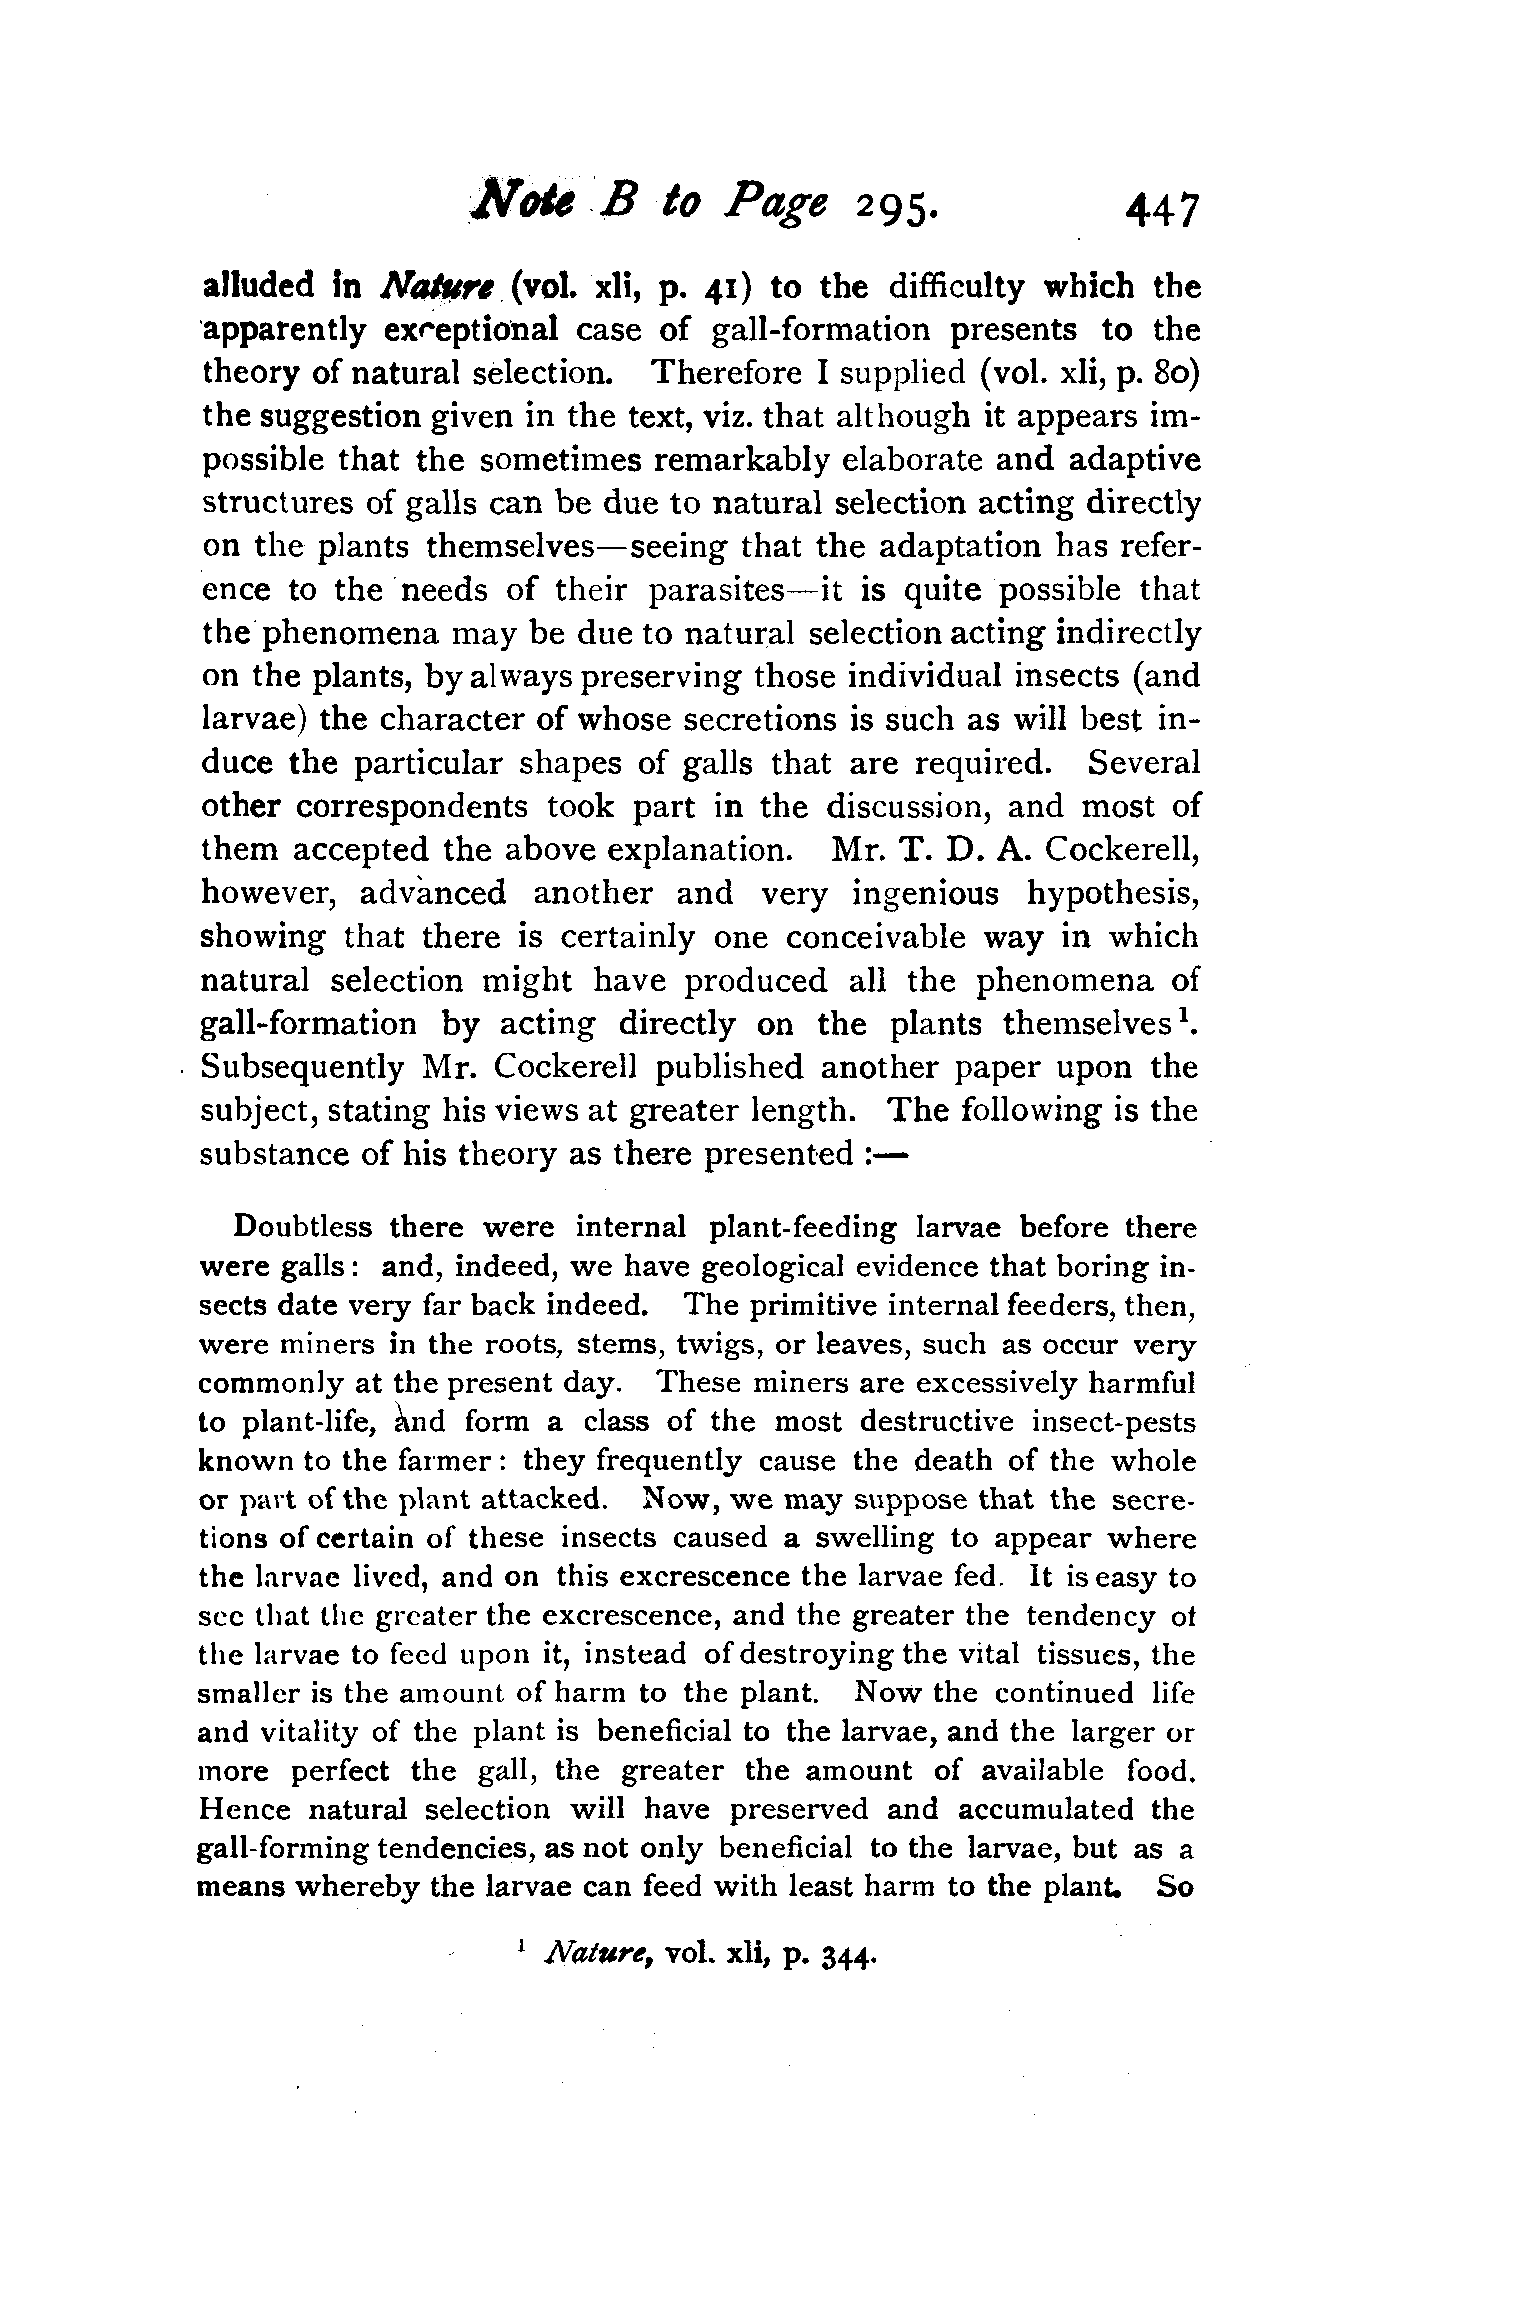 Note B to Page 295. 447
alluded in Nature (vol. xli, p. 41) to the difficulty which the
apparently exceptional case of gall-formation presents to the
theory of natural selection. Therefore I supplied (vol. xli, p. 80)
the suggestion given in the text, viz. that although it appears im-
possible that the sometimes remarkably elaborate and adaptive
structures of galls can be due to natural selection acting directly
on the plants themselves—seeing that the adaptation has refer-
ence to the needs of their parasites—it is quite possible that
the phenomena may be due to natural selection acting indirectly
on the plants, by always preserving those individual insects (and
larvae) the character of whose secretions is such as will best in-
duce the particular shapes of galls that are required. Several
other correspondents took part in the discussion, and most of
them accepted the above explanation. Mr. T. D. A. Cockerell,
however, advanced another and very ingenious hypothesis,
showing that there is certainly one conceivable way in which
natural selection might have produced all the phenomena of
gall-formation by acting directly on the plants themselves¹.
Subsequently Mr. Cockerell published another paper upon the
subject, stating his views at greater length. The following is the
substance of his theory as there presented :—
Doubtless there were internal plant-feeding larvae before there
were galls : and, indeed, we have geological evidence that boring in-
sects date very far back indeed. The primitive internal feeders, then,
were miners in the roots, stems, twigs, or leaves, such as occur very
commonly at the present day. These miners are excessively harmful
to plant-life, and form a class of the most destructive insect-pests
known to the farmer : they frequently cause the death of the whole
or part of the plant attacked. Now, we may suppose that the secre-
tions of certain of these insects caused a swelling to appear where
the larvae lived, and on this excrescence the larvae fed. It is easy to
see that the greater the excrescence, and the greater the tendency of
the larvae to feed upon it, instead of destroying the vital tissues, the
smaller is the amount of harm to the plant. Now the continued life
and vitality of the plant is beneficial to the larvae, and the larger or
more perfect the gall, the greater the amount of available food.
Hence natural selection will have preserved and accumulated the
gall-forming tendencies, as not only beneficial to the larvae, but as a
means whereby the larvae can feed with least harm to the plant. So
¹ Nature, vol. xli, p. 344.